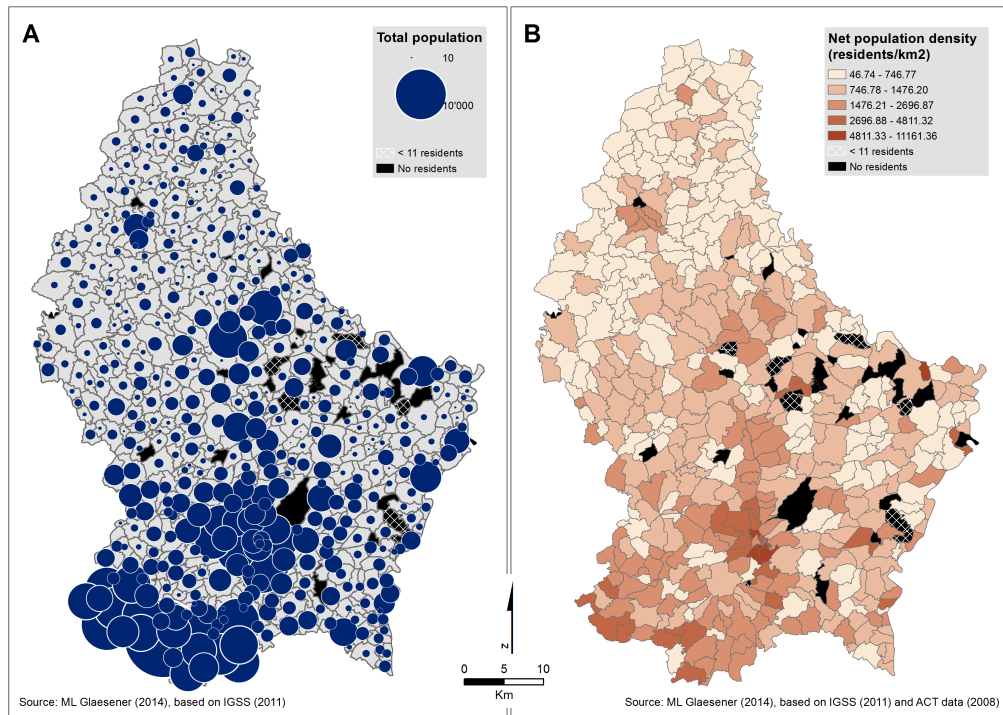 A
Total population
10
10'000
< 11 residents
No residents
Source: ML Glaesener (2014), based on IGSS (2011)
B
Net population density
(residents/km2)
46.74 - 746.77
746.78 - 1476.20
1476.21 - 2696.87
2696.88 - 4811.32
4811.33 - 11161.36
< 11 residents
No residents
N
0 5 10
Km
Source: ML Glaesener (2014), based on IGSS (2011) and ACT data (2008)